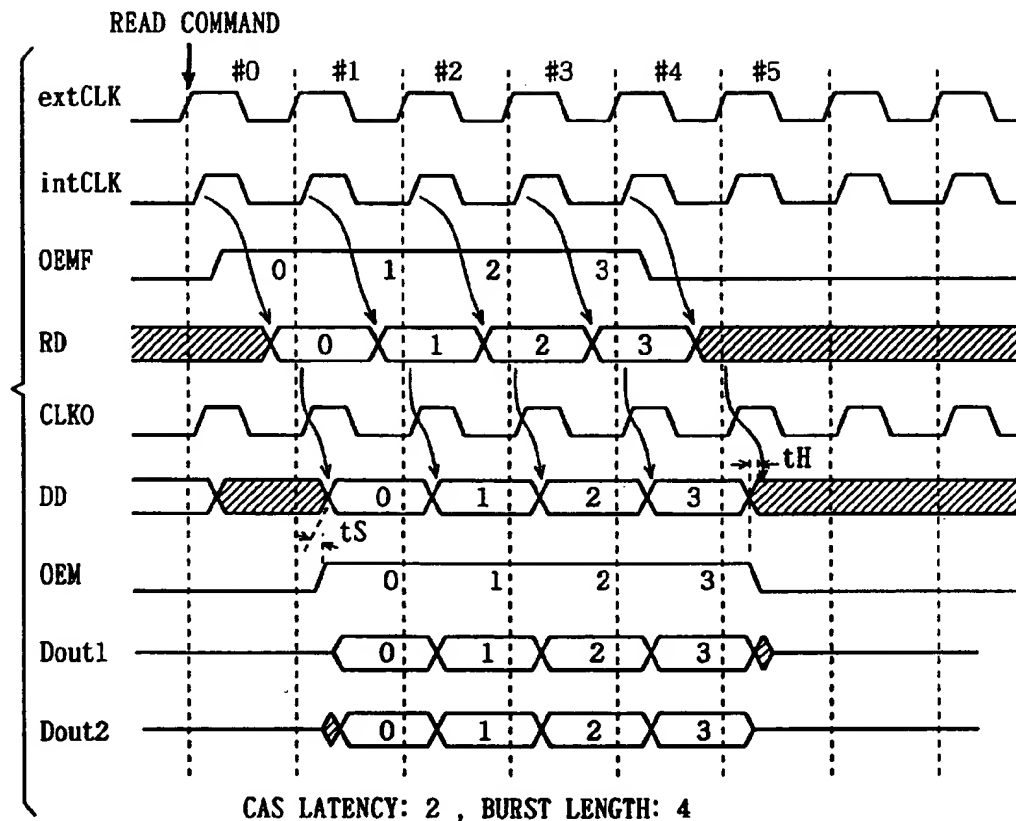 READ COMMAND
#0 #1 #2 #3 #4 #5
extCLK
intCLK
OEMF
0 1 2 3
RD
0 1 2 3
CLKO
tH
DD
0 1 2 3
tS
OEM
0 1 2 3
Dout1
0 1 2 3
Dout2
0 1 2 3
CAS LATENCY: 2 , BURST LENGTH: 4